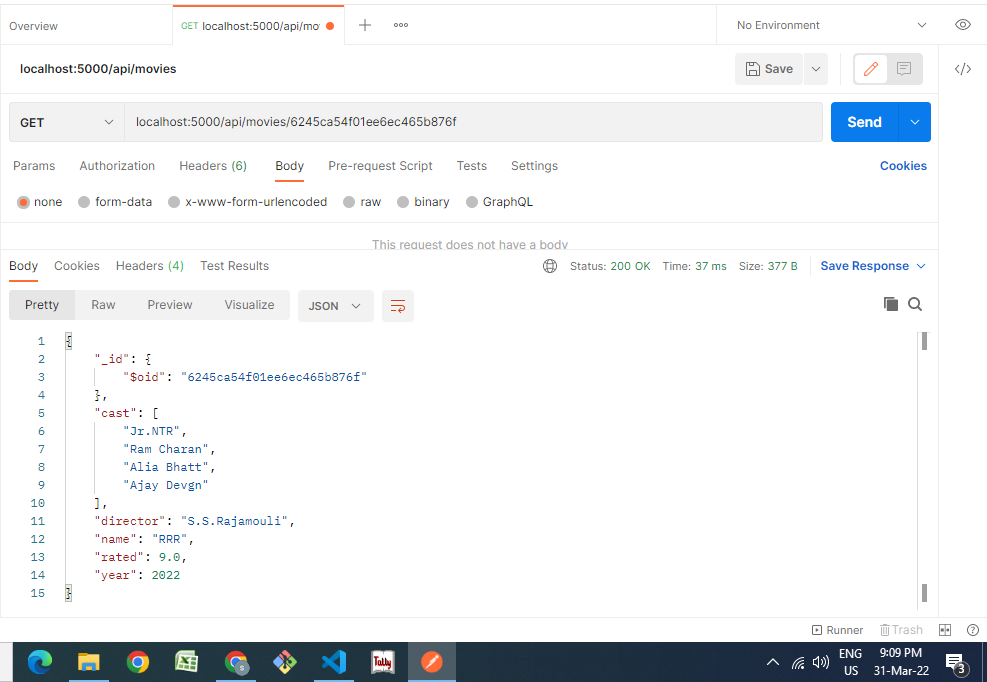 Overview
GET localhost:5000/api/mo
No Environment
localhost:5000/api/movies
Save
GET
localhost:5000/api/movies/6245ca54f01ee6ec465b876f
Send
Params Authorization Headers (6) Body Pre-request Script Tests Settings Cookies
none form-data x-www-form-urlencoded raw binary GraphQL
This request does not have a body
Body Cookies Headers (4) Test Results Status: 200 OK Time: 37 ms Size: 377 B Save Response
Pretty Raw Preview Visualize JSON
1 {
2 "_id": {
3 "$oid": "6245ca54f01ee6ec465b876f"
4 },
5 "cast": [
6 "Jr.NTR",
7 "Ram Charan",
8 "Alia Bhatt",
9 "Ajay Devgn"
10 ],
11 "director": "S.S.Rajamouli",
12 "name": "RRR",
13 "rated": 9.0,
14 "year": 2022
15 }
Runner Trash
Tally
S
ENG
US
9:09 PM
31-Mar-22
3